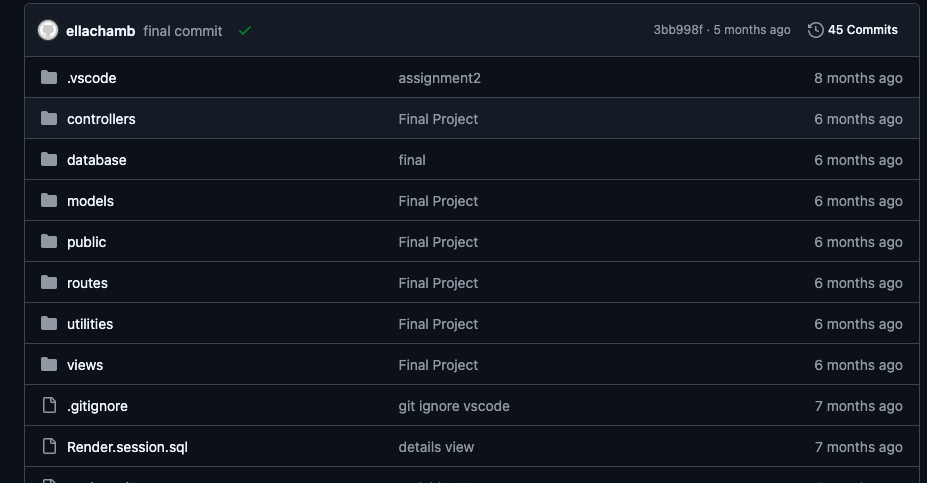 ellachamb final commit 3bb998f · 5 months ago 45 Commits
.vscode assignment2 8 months ago
controllers Final Project 6 months ago
database final 6 months ago
models Final Project 6 months ago
public Final Project 6 months ago
routes Final Project 6 months ago
utilities Final Project 6 months ago
views Final Project 6 months ago
.gitignore git ignore vscode 7 months ago
Render.session.sql details view 7 months ago